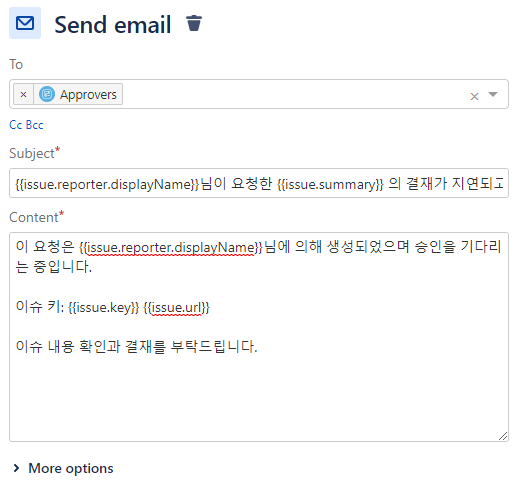 Send email
To
× Approvers
Cc Bcc
Subject*
{{issue.reporter.displayName}}님이 요청한 {{issue.summary}} 의 결재가 지연되고
Content*
이 요청은 {{issue.reporter.displayName}}님에 의해 생성되었으며 승인을 기다리
는 중입니다.
이슈 키: {{issue.key}} {{issue.url}}
이슈 내용 확인과 결재를 부탁드립니다.
More options